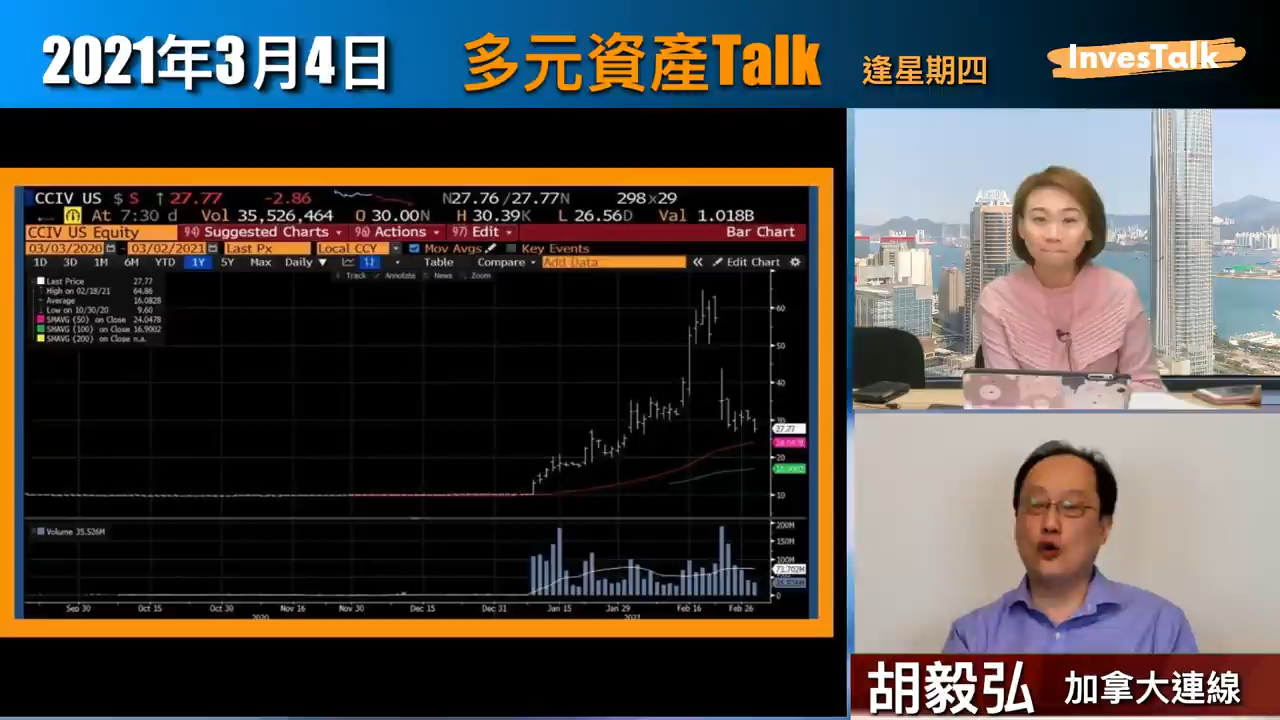 2021年3月4日 多元資產Talk 逢星期四 InvesTalk
CCIV US $ S ↑ 27.77 -2.86 N27.76/27.77N 298x29
At 7:30 d Vol 35,526,464 O 30.00N H 30.39K L 26.56D Val 1.018B
CCIV US Equity 94) Suggested Charts 96) Actions 97) Edit Bar Chart
03/03/2020 - 03/02/2021 Last Px Local CCY Mov Avgs Key Events
1D 3D 1M 6M YTD 1Y 5Y Max Daily Table Compare Add Data « Edit Chart
Track Annotate News Zoom
Last Price 27.77
High on 02/18/21 64.86
Average 16.0828
Low on 10/30/20 9.60
SMAVG (50) on Close 24.0478
SMAVG (100) on Close 16.9002
SMAVG (200) on Close n.a.
60
50
40
30
27.77
20
16.9002
10
Volume 35.526M
200M
150M
100M
73.702M
0
Sep 30 Oct 15 Oct 30 Nov 16 Nov 30 Dec 15 Dec 31 Jan 15 Jan 29 Feb 16 Feb 26
2020 2021
胡毅弘 加拿大連線